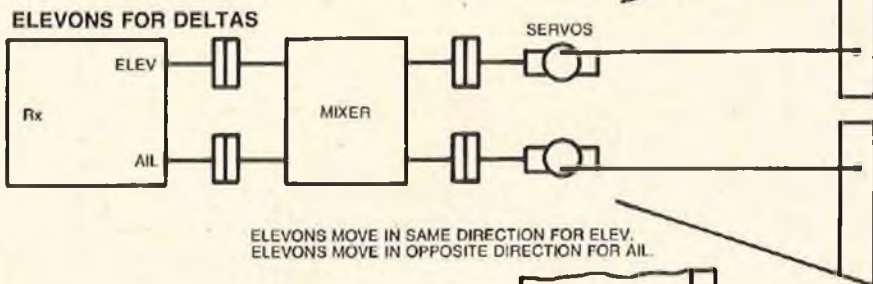 ELEVONS FOR DELTAS
SERVOS
ELEV
Rx
MIXER
AIL
ELEVONS MOVE IN SAME DIRECTION FOR ELEV.
ELEVONS MOVE IN OPPOSITE DIRECTION FOR AIL.